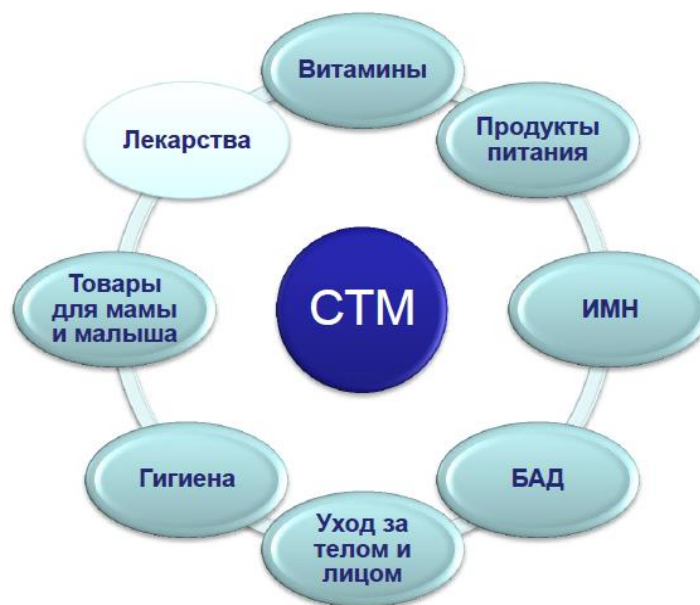 Витамины
Продукты
питания
ИМН
БАД
Уход за
телом и
лицом
Гигиена
Товары
для мамы
и малыша
Лекарства
СТМ